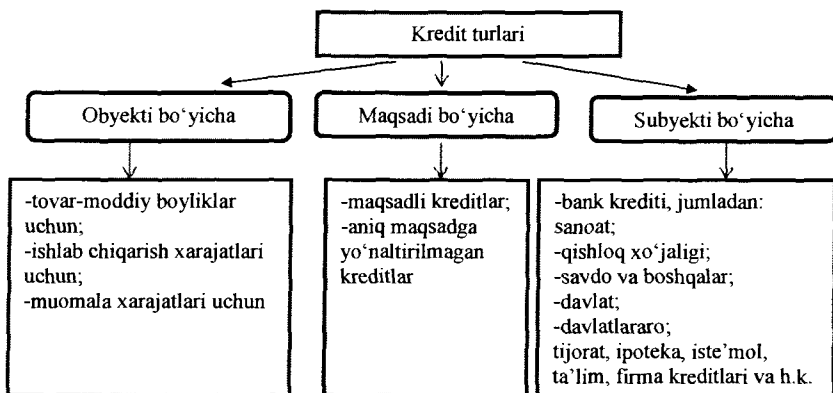 Kredit turlari
Obyekti bo‘yicha
Maqsadi bo‘yicha
Subyekti bo‘yicha
-tovar-moddiy boyliklar
uchun;
-ishlab chiqarish xarajatlari
uchun;
-muomala xarajatlari uchun
-maqsadli kreditlar;
-aniq maqsadga
yo‘naltirilmagan
kreditlar
-bank krediti, jumladan:
sanoat;
-qishloq xo‘jaligi;
-savdo va boshqalar;
-davlat;
-davlatlararo;
tijorat, ipoteka, iste’mol,
ta’lim, firma kreditlari va h.k.